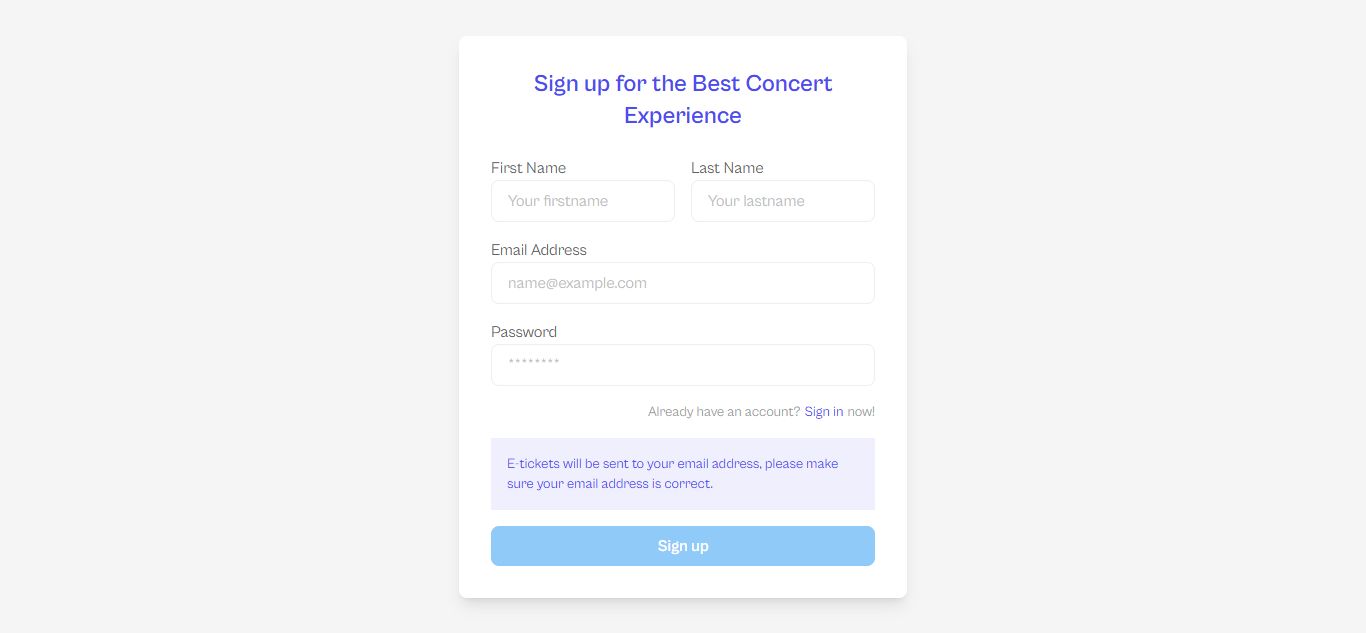 Sign up for the Best Concert
Experience
First Name
Last Name
Your firstname
Your lastname
Email Address
name@example.com
Password
********
Already have an account? Sign in now!
E-tickets will be sent to your email address, please make
sure your email address is correct.
Sign up